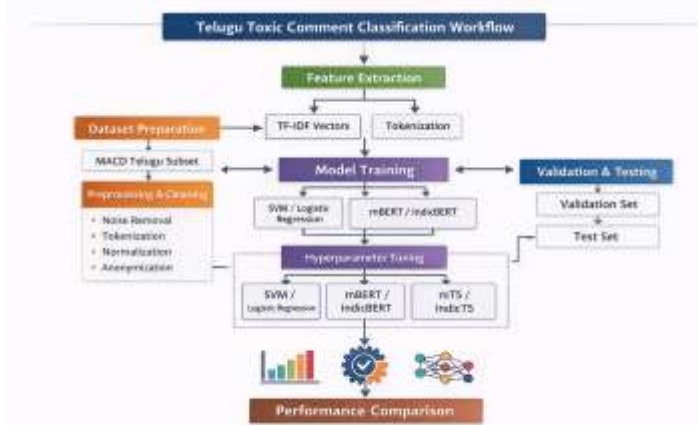 Telugu Toxic Comment Classification Workflow
Feature Extraction
TF-IDF Vectors
Tokenization
Dataset Preparation
MACD Telugu Subset
Preprocessing & Cleaning
• Noise Removal
• Tokenization
• Normalization
• Anonymization
Model Training
SVM / Logistic
Regression
mBERT / IndicBERT
Validation & Testing
Validation Set
Test Set
Hyperparameter Tuning
SVM /
Logistic Regression
mBERT /
IndicBERT
mT5 /
IndicT5
Performance Comparison